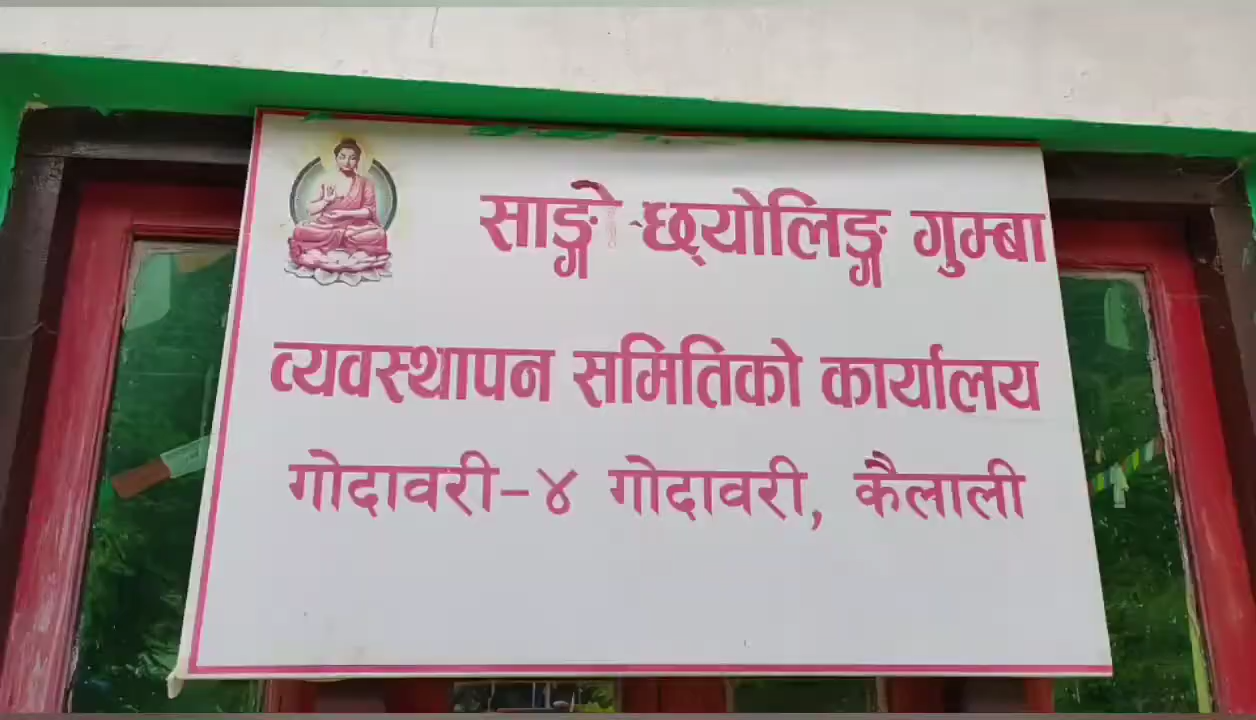 साङ्गे छ्योलिङ्ग गुम्बा
व्यवस्थापन समितिको कार्यालय
गोदावरी-४ गोदावरी, कैलाली